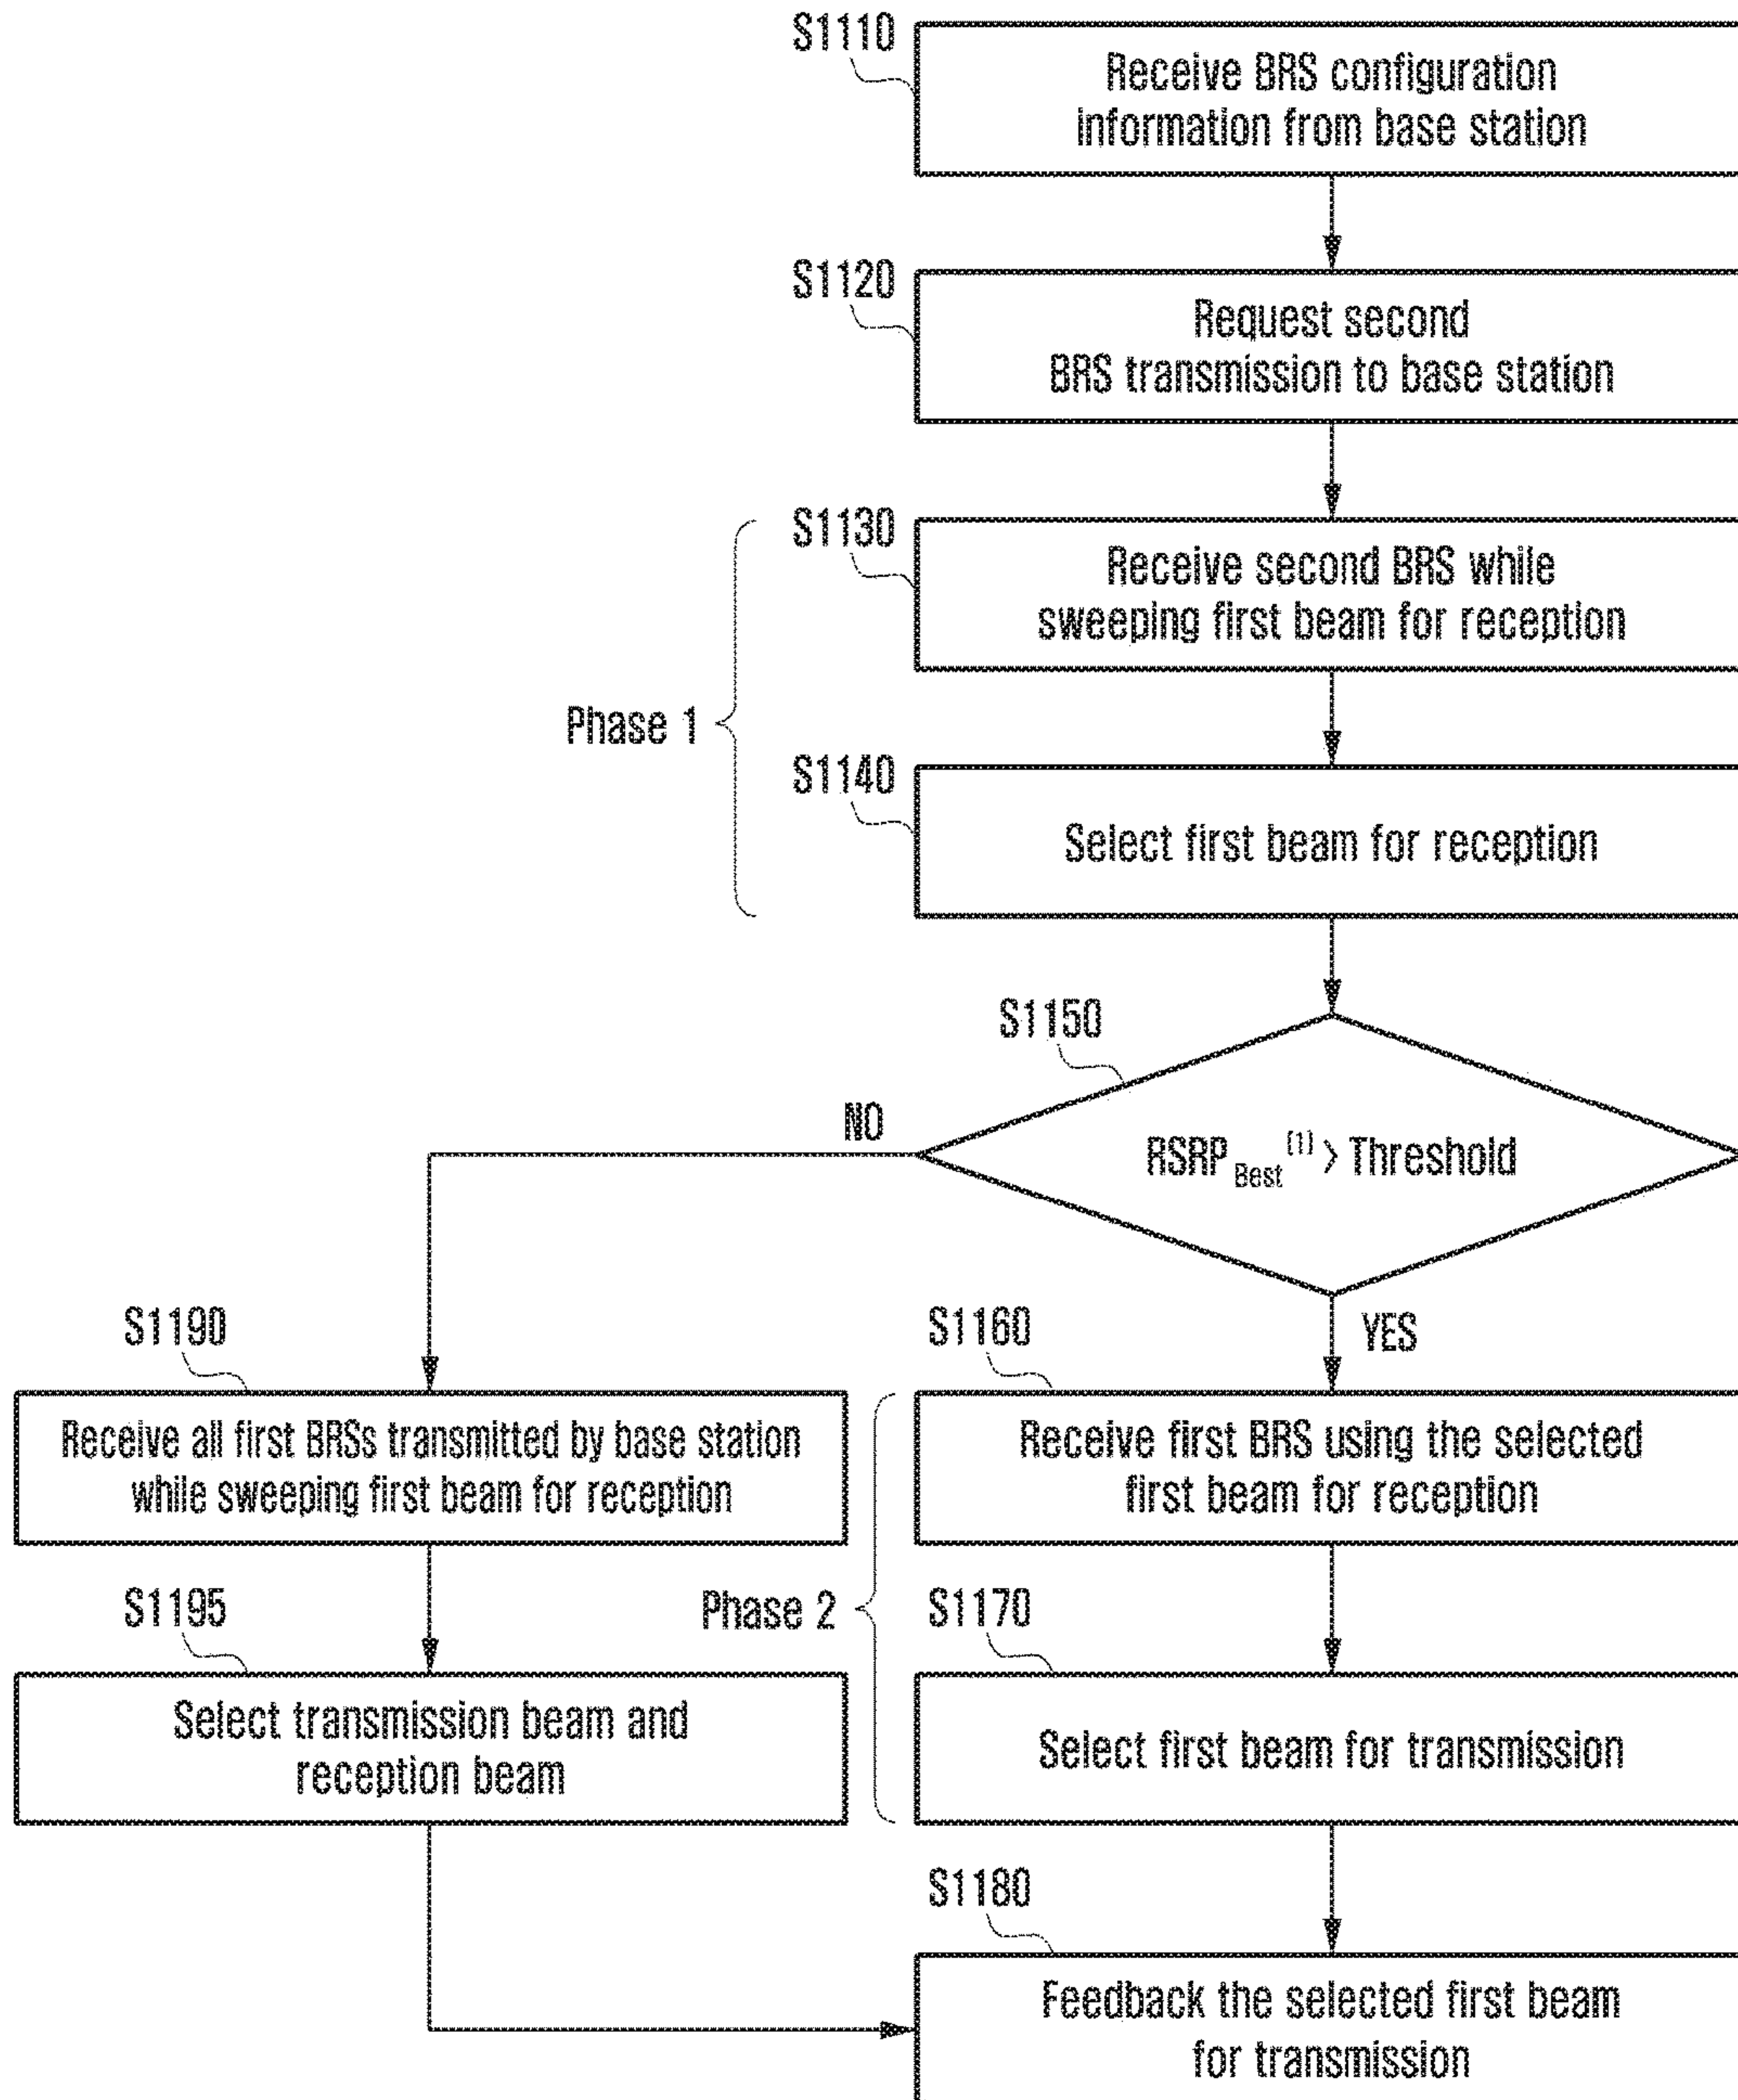 S1110
Receive BRS configuration
information from base station
S1120
Request second
BRS transmission to base station
S1130
Receive second BRS while
sweeping first beam for reception
Phase 1
S1140
Select first beam for reception
S1150
NO
RSRP Best [1] > Threshold
YES
S1190
S1160
Receive all first BRSs transmitted by base station
while sweeping first beam for reception
Receive first BRS using the selected
first beam for reception
S1195
Phase 2
S1170
Select transmission beam and
reception beam
Select first beam for transmission
S1180
Feedback the selected first beam
for transmission